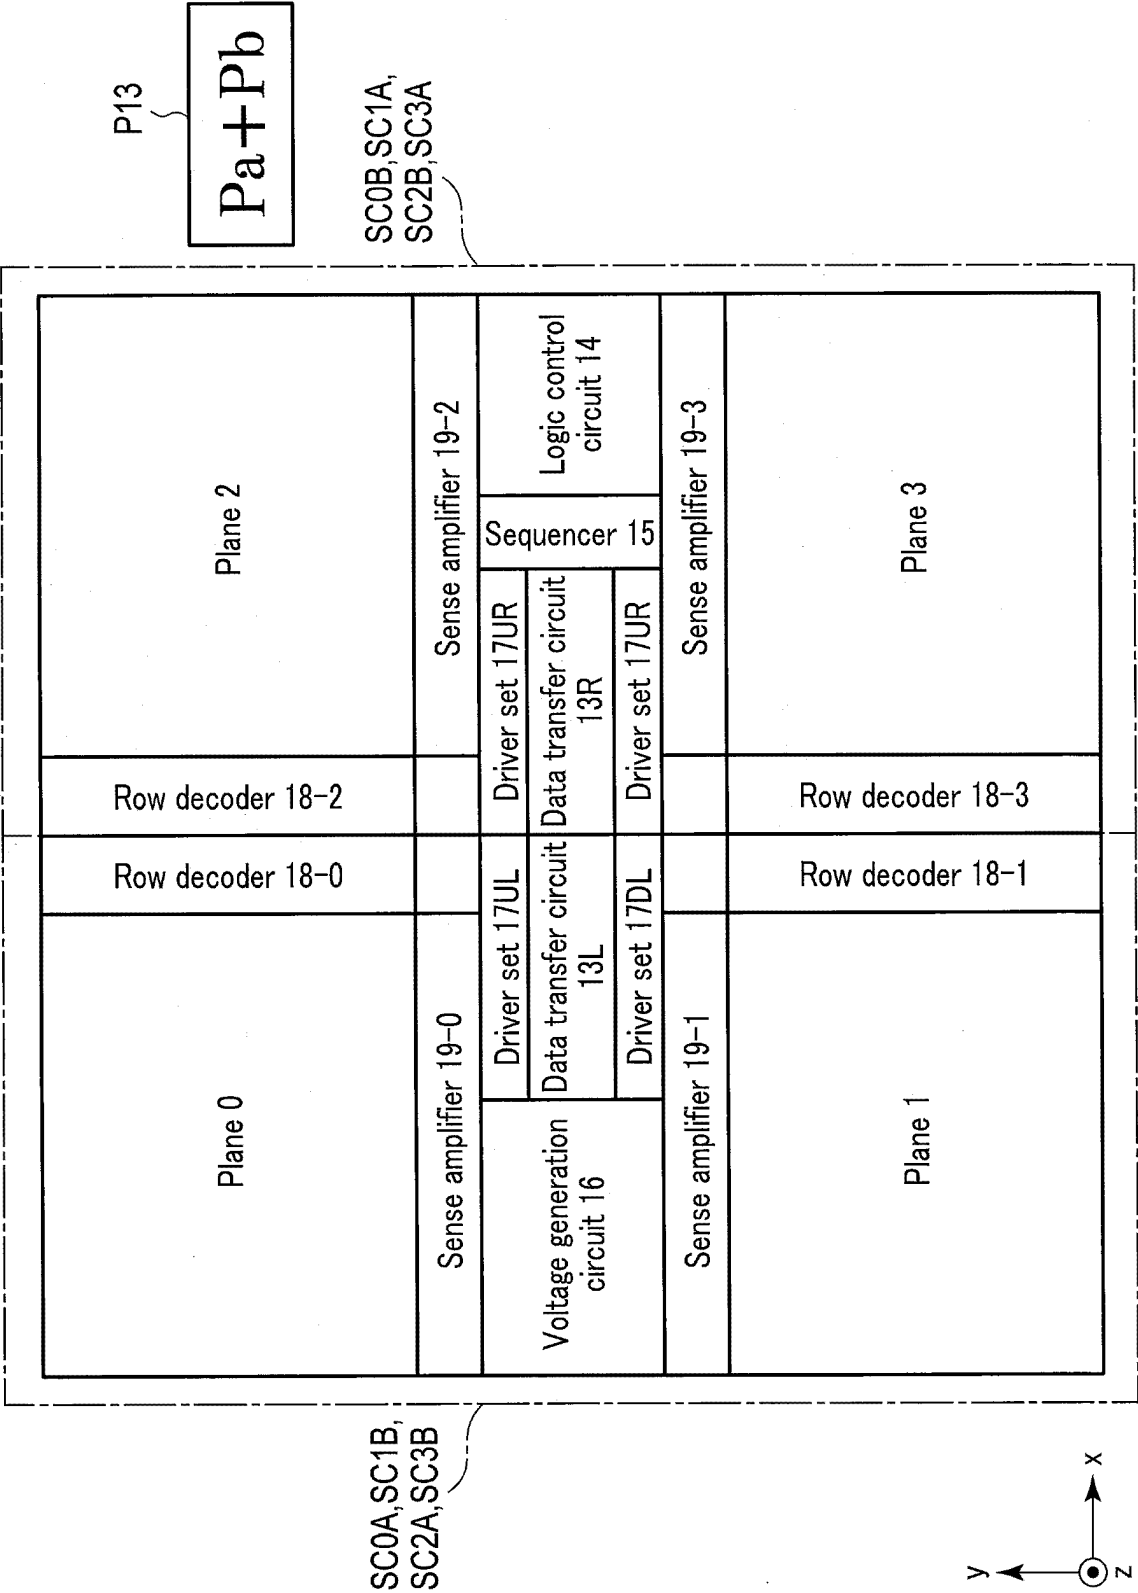 P13
Pa+Pb
SC0A,SC1B,
SC2A,SC3B
SC0B,SC1A,
SC2B,SC3A
Plane 0
Row decoder 18-0
Row decoder 18-2
Plane 2
Sense amplifier 19-0
Sense amplifier 19-2
Voltage generation
circuit 16
Driver set 17UL
Data transfer circuit
13L
Driver set 17DL
Driver set 17UR
Data transfer circuit
13R
Driver set 17UR
Sequencer 15
Logic control
circuit 14
Sense amplifier 19-1
Sense amplifier 19-3
Plane 1
Row decoder 18-1
Row decoder 18-3
Plane 3
y
z
x